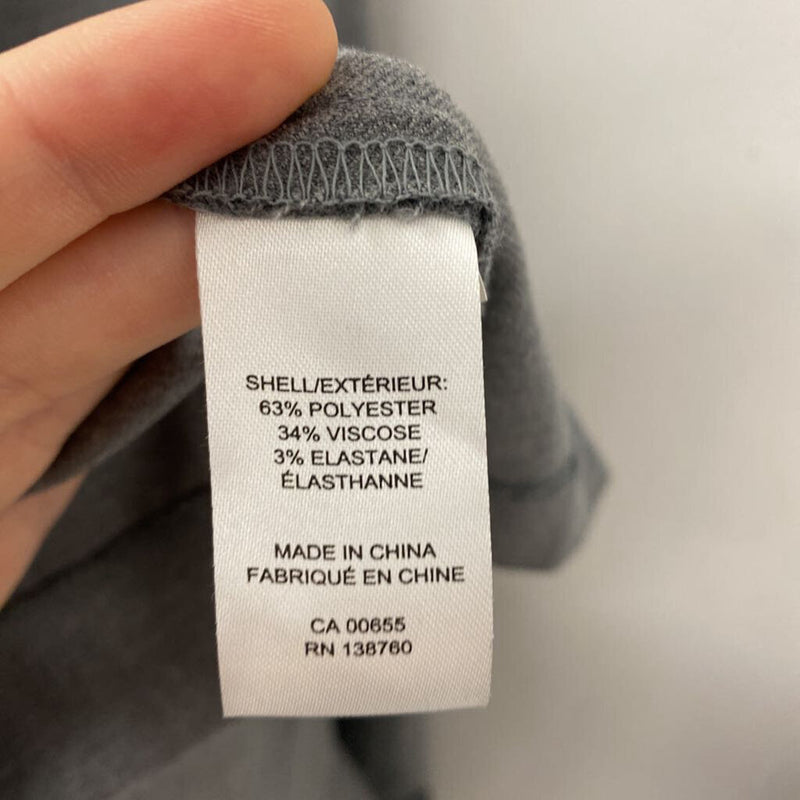 SHELL/EXTÉRIEUR:
63% POLYESTER
34% VISCOSE
3% ELASTANE/
ÉLASTHANNE
MADE IN CHINA
FABRIQUÉ EN CHINE
CA 00655
RN 138760